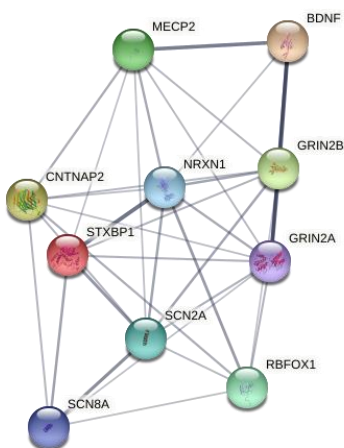 MECP2
BDNF
GRIN2B
CNTNAP2
NRXN1
STXBP1
GRIN2A
SCN2A
RBFOX1
SCN8A